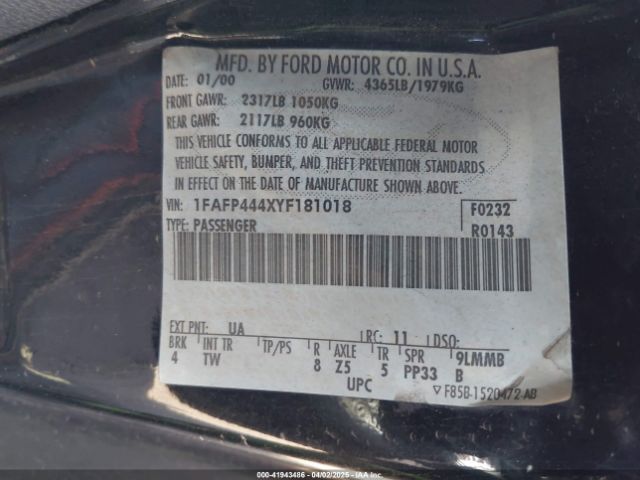 MFD. BY FORD MOTOR CO. IN U.S.A.
DATE: 01/00 GVWR: 4365LB/1979KG
FRONT GAWR: 2317LB 1050KG
REAR GAWR: 2117LB 960KG
THIS VEHICLE CONFORMS TO ALL APPLICABLE FEDERAL MOTOR
VEHICLE SAFETY, BUMPER, AND THEFT PREVENTION STANDARDS
IN EFFECT ON THE DATE OF MANUFACTURE SHOWN ABOVE.
VIN: 1FAFP444XYF181018 F0232
TYPE: PASSENGER R0143
EXT PNT: UA RC: 11 DSO:
BRK INT TR TP/PS R AXLE TR SPR 9LMMB
4 TW 8 Z5 5 PP33 B
UPC ▽F85B-1520472-AB
000-41943486 - 04/02/2025 - IAAI.COM